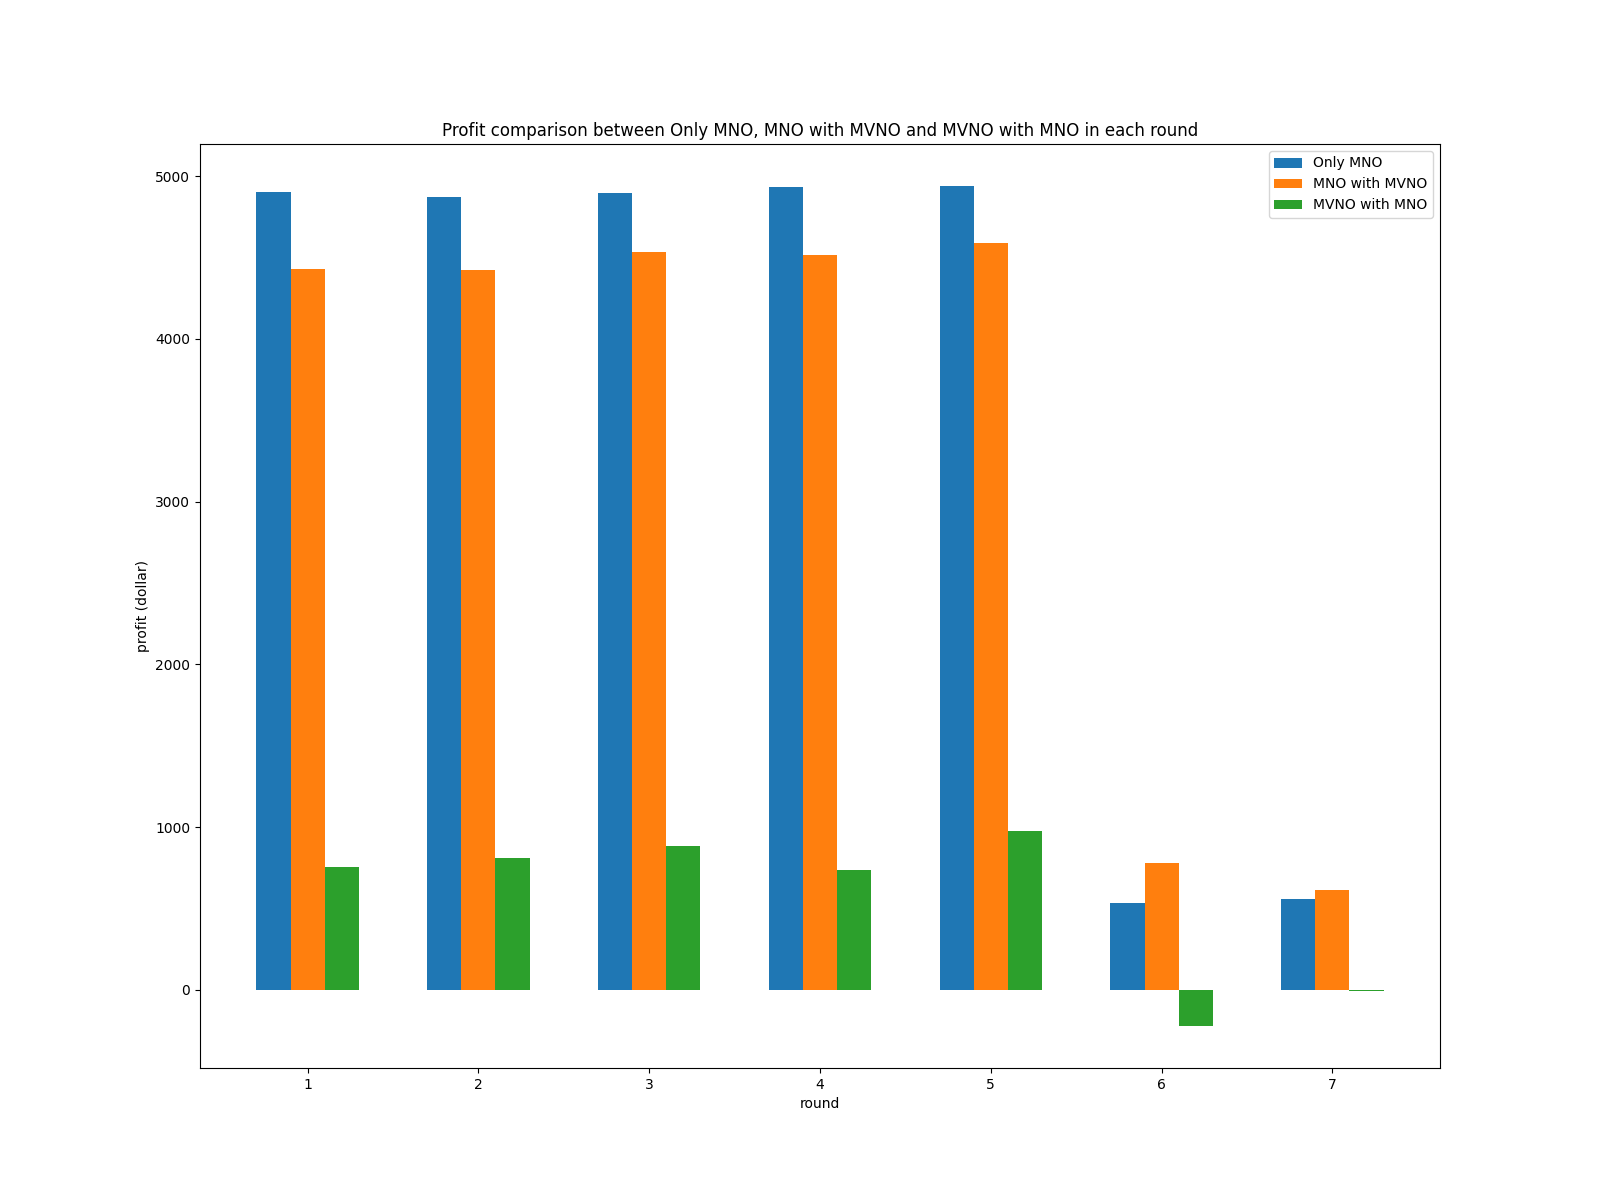 Profit comparison between Only MNO, MNO with MVNO and MVNO with MNO in each round
Only MNO
MNO with MVNO
MVNO with MNO
5000
4000
3000
2000
1000
0
profit (dollar)
1 2 3 4 5 6 7
round